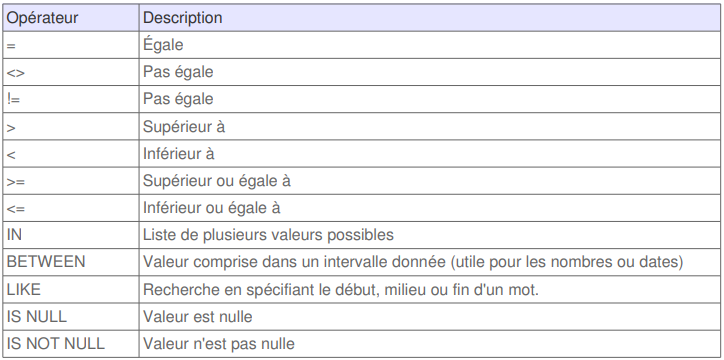 Opérateur Description
= Égale
<> Pas égale
!= Pas égale
> Supérieur à
< Inférieur à
>= Supérieur ou égale à
<= Inférieur ou égale à
IN Liste de plusieurs valeurs possibles
BETWEEN Valeur comprise dans un intervalle donnée (utile pour les nombres ou dates)
LIKE Recherche en spécifiant le début, milieu ou fin d'un mot.
IS NULL Valeur est nulle
IS NOT NULL Valeur n'est pas nulle